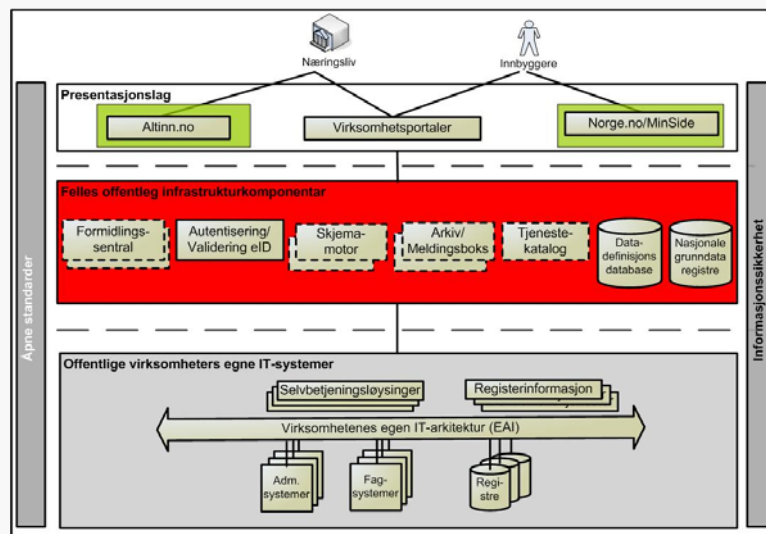 Næringsliv
Innbyggere
Presentasjonslag
Altinn.no
Virksomhetsportaler
Norge.no/MinSide
Felles offentleg infrastrukturkomponentar
Formidlings-
sentral
Autentisering/
Validering eID
Skjema-
motor
Arkiv/
Meldingsboks
Tjeneste-
katalog
Data-
definisjons
database
Nasjonale
grunndata
registre
Åpne standarder
Informasjonssikkerhet
Offentlige virksomheters egne IT-systemer
Selvbetjeningsløysinger
Registerinformasjon
Virksomhetenes egen IT-arkitektur (EAI)
Adm.
systemer
Fag-
systemer
Regi-
stre